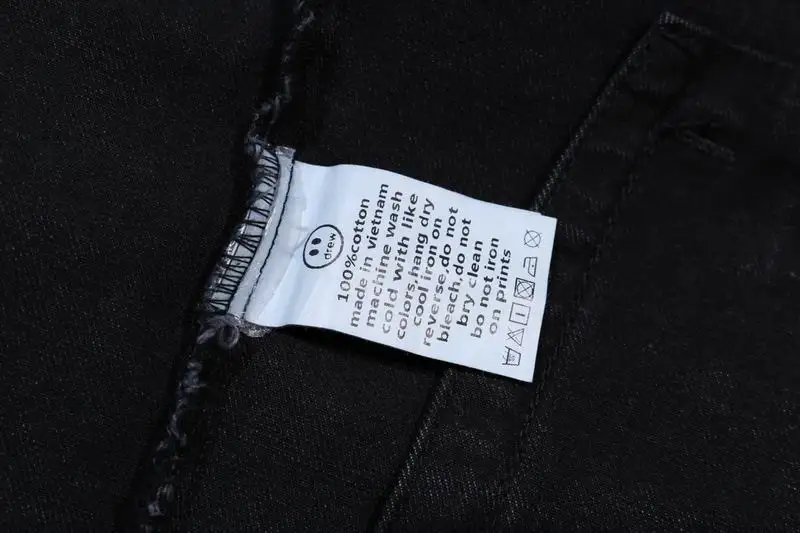 drew
100%cotton
made in vietnam
machine wash
cold with like
colors,hang dry
cool iron on
reverse,do not
bleach,do not
bry clean
bo not iron
on prints